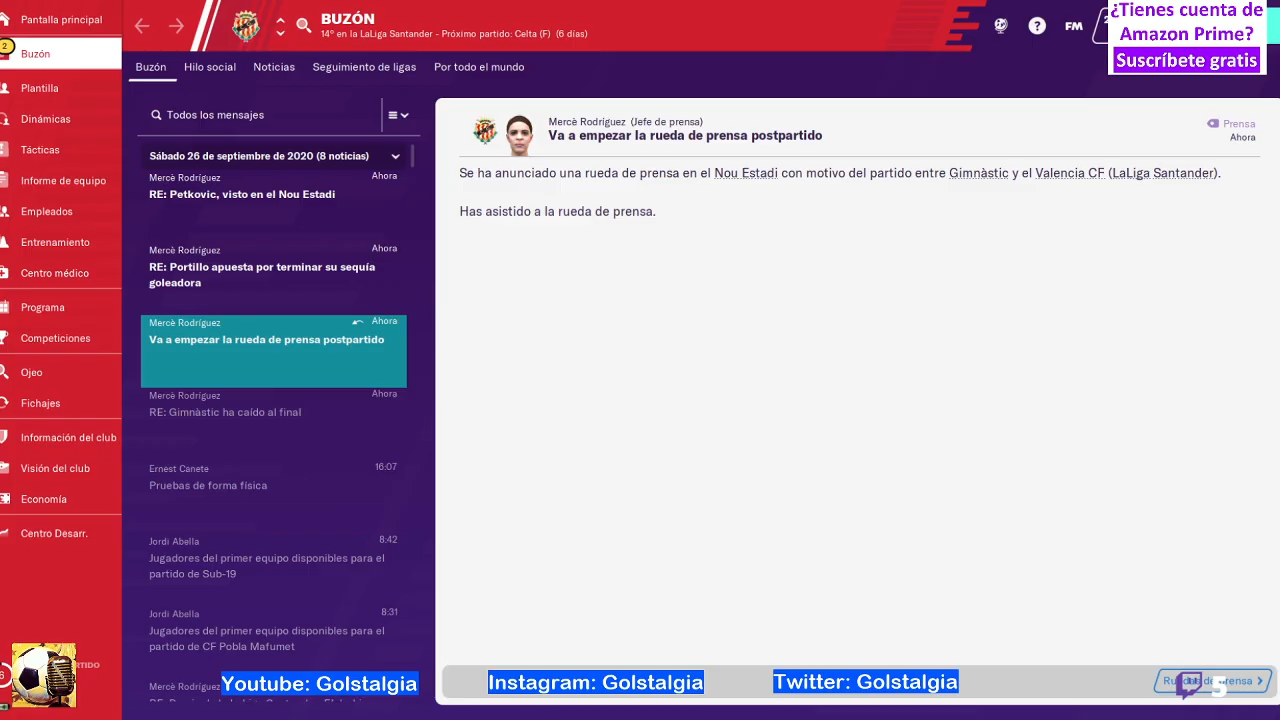 Pantalla principal
2
Buzón
Plantilla
Dinámicas
Tácticas
Informe de equipo
Empleados
Entrenamiento
Centro médico
Programa
Competiciones
Ojeo
Fichajes
Información del club
Visión del club
Economía
Centro Desarr.
BUZÓN
14º en la LaLiga Santander - Próximo partido: Celta (F) (6 días)
?
FM
¿Tienes cuenta de
Amazon Prime?
Suscríbete gratis
Buzón
Hilo social
Noticias
Seguimiento de ligas
Por todo el mundo
Todos los mensajes
Sábado 26 de septiembre de 2020 (8 noticias)
Mercè Rodríguez Ahora
RE: Petkovic, visto en el Nou Estadi
Mercè Rodríguez Ahora
RE: Portillo apuesta por terminar su sequía
goleadora
Mercè Rodríguez Ahora
Va a empezar la rueda de prensa postpartido
Mercè Rodríguez Ahora
RE: Gimnàstic ha caído al final
Ernest Canete 16:07
Pruebas de forma física
Jordi Abella 8:42
Jugadores del primer equipo disponibles para el
partido de Sub-19
Jordi Abella 8:31
Jugadores del primer equipo disponibles para el
partido de CF Pobla Mafumet
Mercè Rodríguez
Mercè Rodríguez (Jefe de prensa)
Va a empezar la rueda de prensa postpartido
Prensa
Ahora
Se ha anunciado una rueda de prensa en el Nou Estadi con motivo del partido entre Gimnàstic y el Valencia CF (LaLiga Santander).
Has asistido a la rueda de prensa.
Youtube: Golstalgia
Instagram: Golstalgia
Twitter: Golstalgia
5